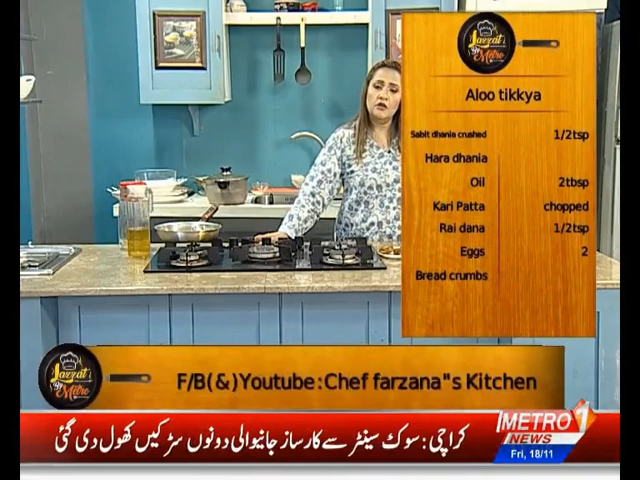 Lazzat
By
Metro
Aloo tikkya
Sabit dhania crushed 1/2tsp
Hara dhania
Oil 2tbsp
Kari Patta chopped
Rai dana 1/2tsp
Eggs 2
Bread crumbs
Lazzat
By
Metro
F/B(&)Youtube:Chef farzana"s Kitchen
کراچی: سوک سینٹر سے کارساز جانیوالی دونوں سڑکیں کھول دی گئی
METRO 1
NEWS
Fri, 18/11